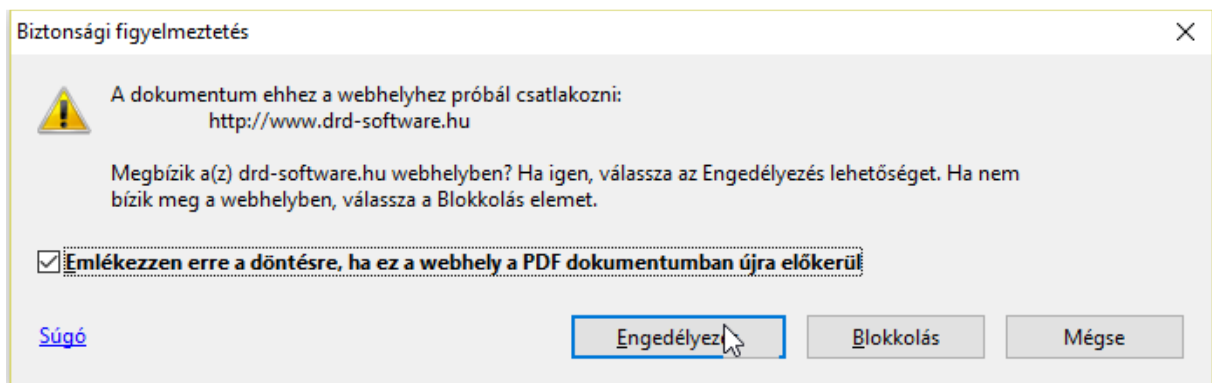 Biztonsági figyelmeztetés
A dokumentum ehhez a webhelyhez próbál csatlakozni:
http://www.drd-software.hu
Megbízik a(z) drd-software.hu webhelyben? Ha igen, válassza az Engedélyezés lehetőséget. Ha nem
bízik meg a webhelyben, válassza a Blokkolás elemet.
Emlékezzen erre a döntésre, ha ez a webhely a PDF dokumentumban újra előkerül
Súgó Engedélyezés Blokkolás Mégse